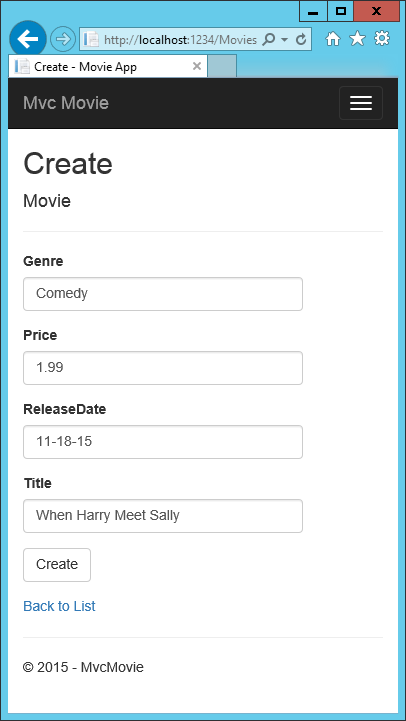 http://localhost:1234/Movies
Create - Movie App
Mvc Movie
Create
Movie
Genre
Comedy
Price
1.99
ReleaseDate
11-18-15
Title
When Harry Meet Sally
Create
Back to List
© 2015 - MvcMovie